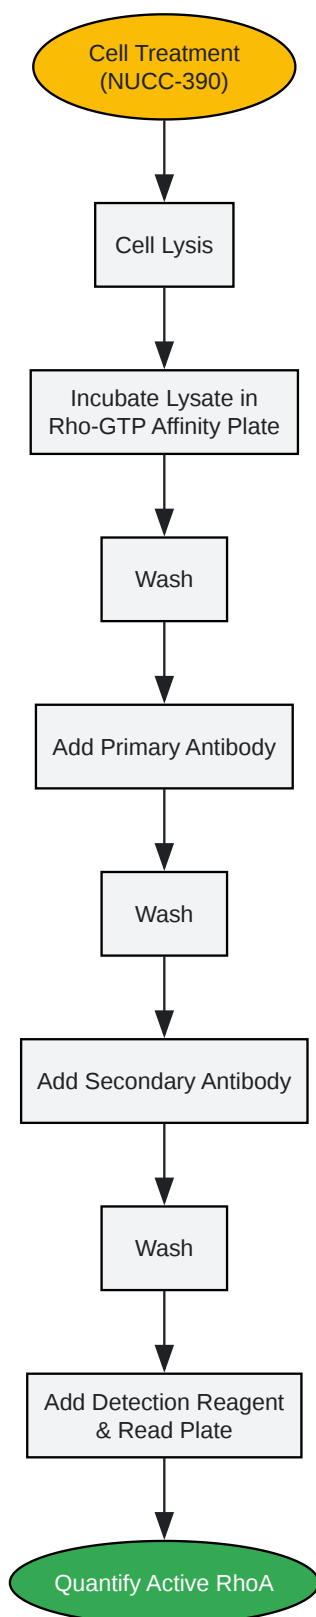 Cell Treatment
(NUCC-390)
Cell Lysis
Incubate Lysate in
Rho-GTP Affinity Plate
Wash
Add Primary Antibody
Wash
Add Secondary Antibody
Wash
Add Detection Reagent
& Read Plate
Quantify Active RhoA